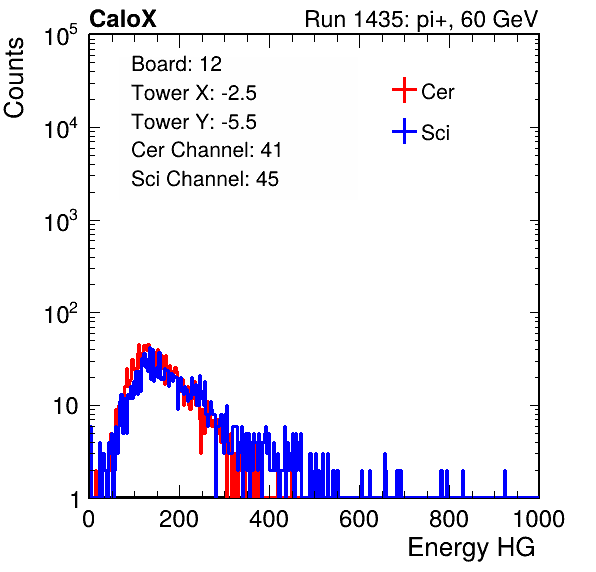 CaloX Run 1435: pi+, 60 GeV
Counts
10^5
10^4
10^3
10^2
10
1
Board: 12
Tower X: -2.5
Tower Y: -5.5
Cer Channel: 41
Sci Channel: 45
Cer
Sci
0 200 400 600 800 1000
Energy HG